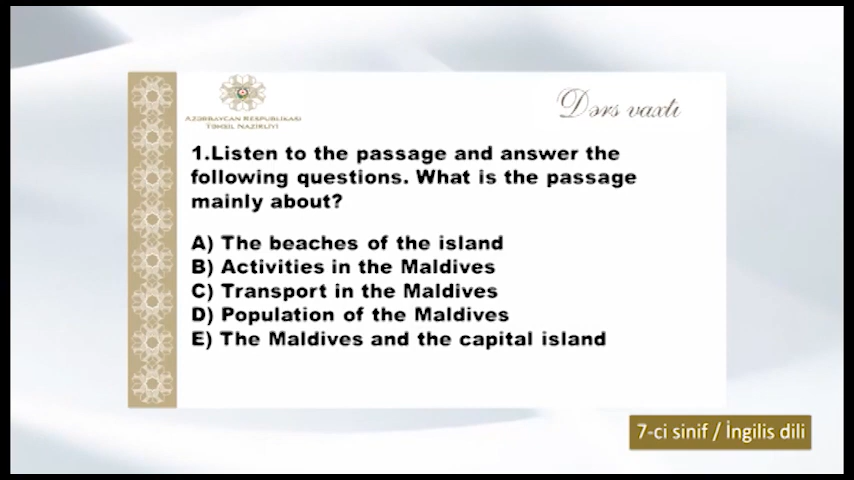 AZƏRBAYCAN RESPUBLİKASI
TƏHSİL NAZİRLİYİ
Dərs vaxtı
1.Listen to the passage and answer the
following questions. What is the passage
mainly about?
A) The beaches of the island
B) Activities in the Maldives
C) Transport in the Maldives
D) Population of the Maldives
E) The Maldives and the capital island
7-ci sinif / İngilis dili